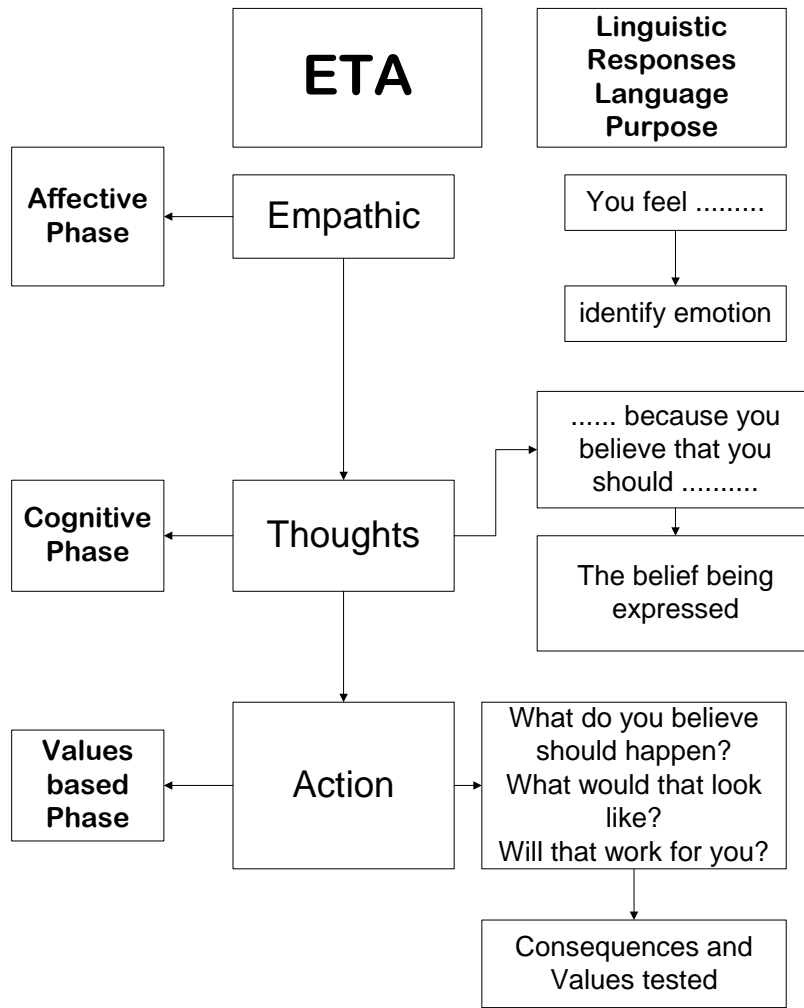 ETA
Linguistic
Responses
Language
Purpose
Affective
Phase
Empathic
You feel .........
identify emotion
Cognitive
Phase
Thoughts
...... because you
believe that you
should ..........
The belief being
expressed
Values
based
Phase
Action
What do you believe
should happen?
What would that look
like?
Will that work for you?
Consequences and
Values tested